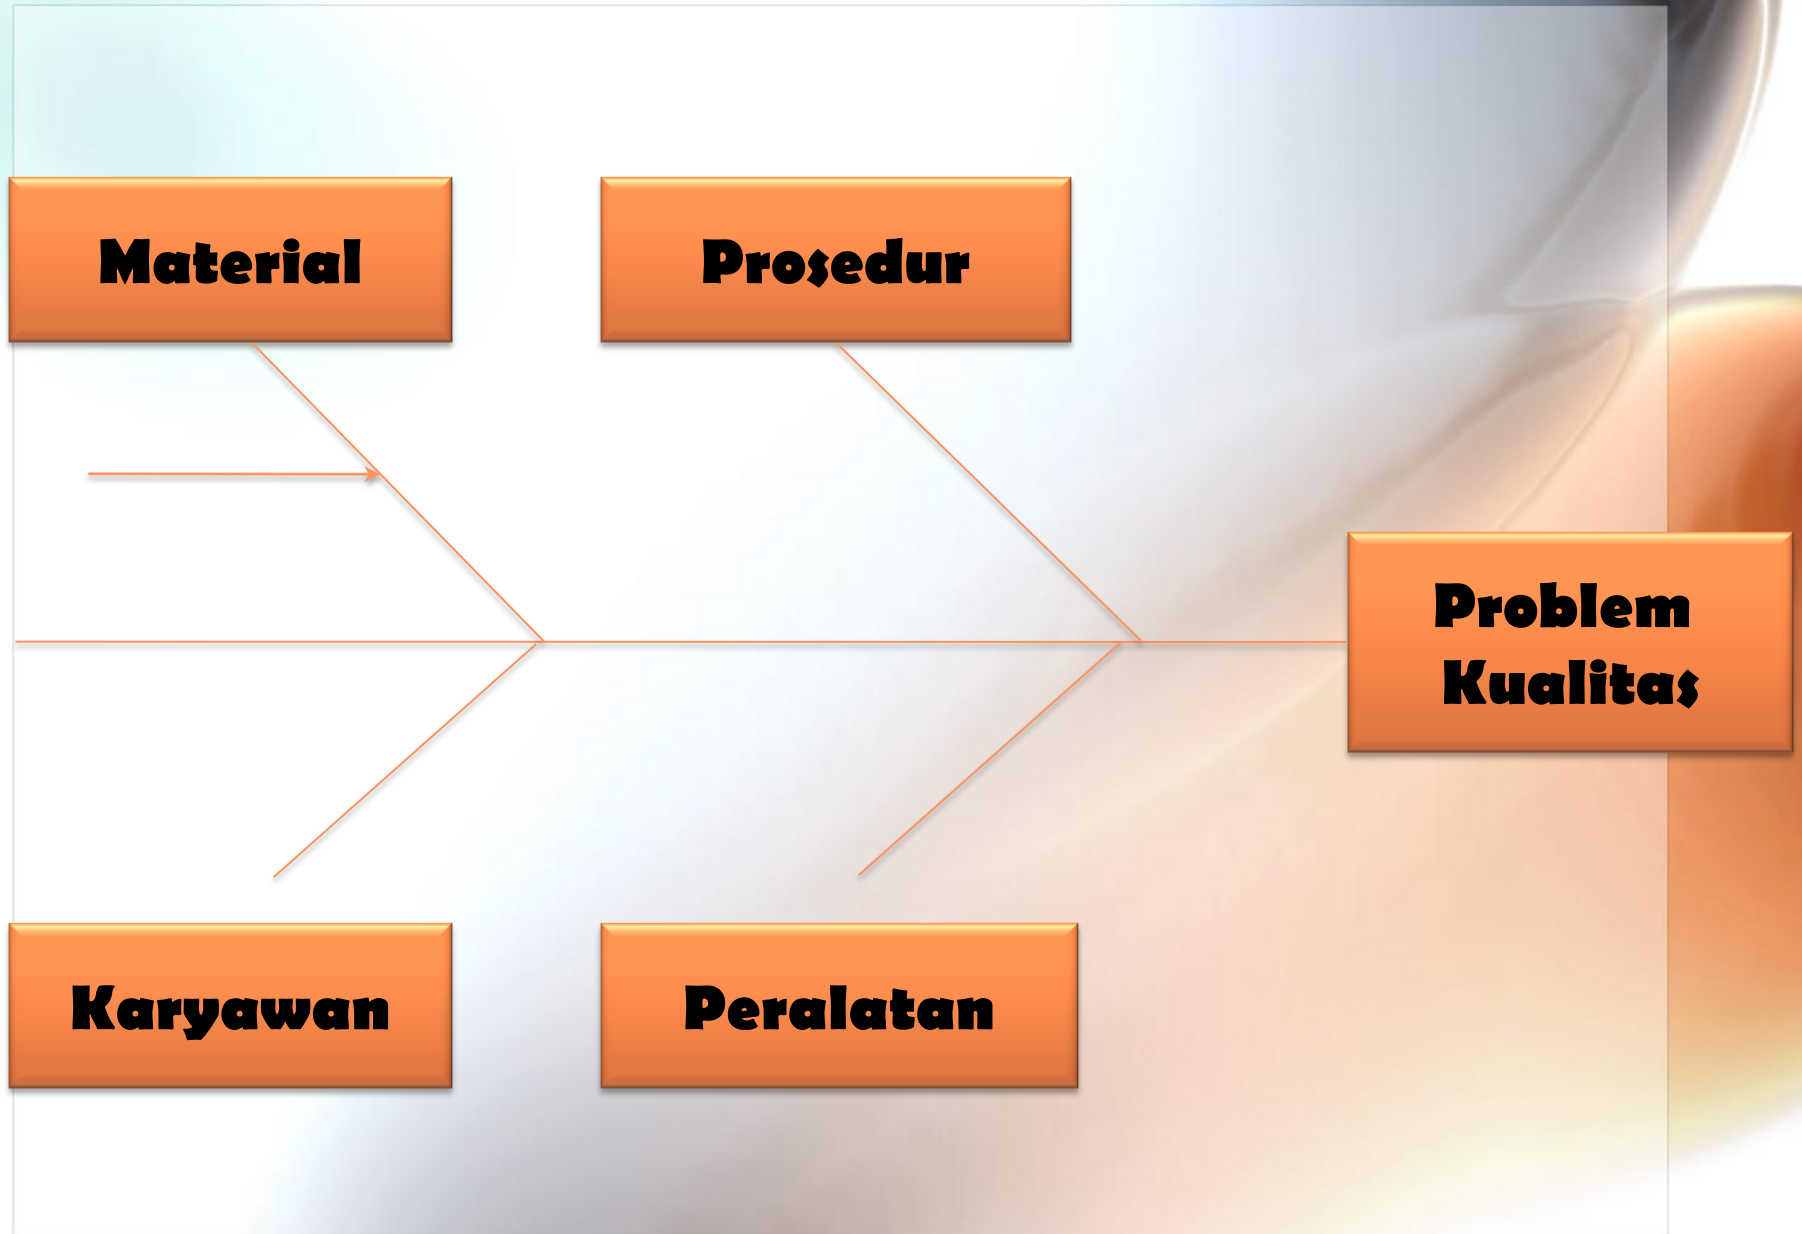 Material
Prosedur
Problem
Kualitas
Karyawan
Peralatan